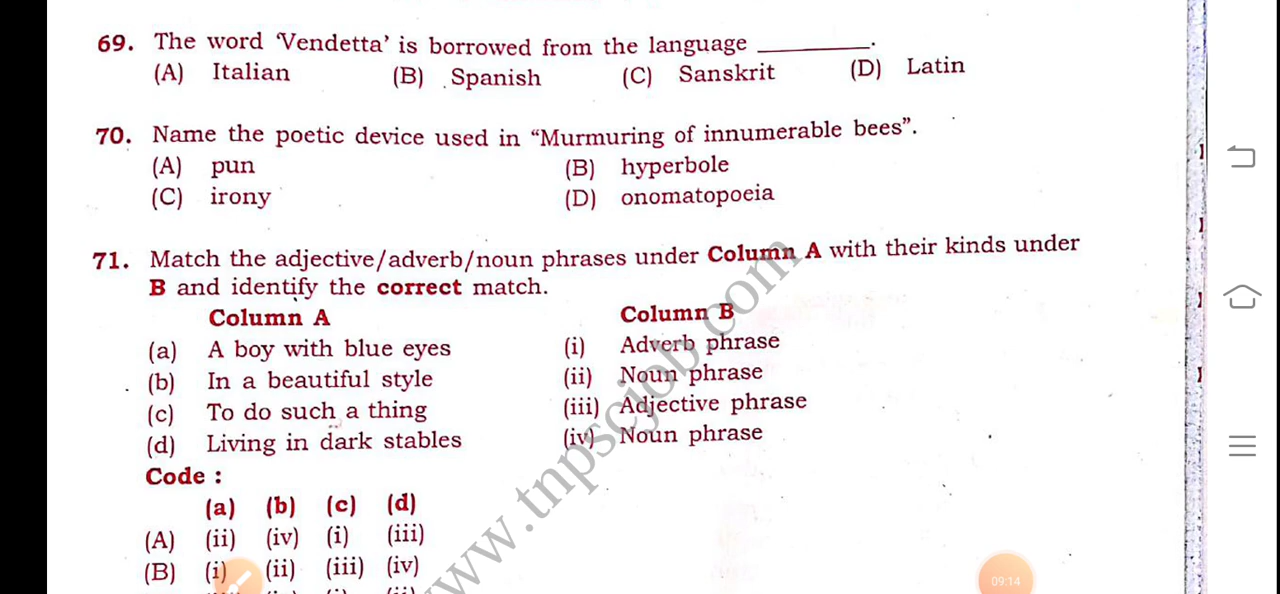 69. The word 'Vendetta' is borrowed from the language ________.
(A) Italian (B) Spanish (C) Sanskrit (D) Latin
70. Name the poetic device used in “Murmuring of innumerable bees”.
(A) pun (B) hyperbole
(C) irony (D) onomatopoeia
71. Match the adjective/adverb/noun phrases under Column A with their kinds under
B and identify the correct match.
Column A Column B
(a) A boy with blue eyes (i) Adverb phrase
(b) In a beautiful style (ii) Noun phrase
(c) To do such a thing (iii) Adjective phrase
(d) Living in dark stables (iv) Noun phrase
Code :
(a) (b) (c) (d)
(A) (ii) (iv) (i) (iii)
(B) (i) (ii) (iii) (iv)
www.tnpscjob.com
09:14